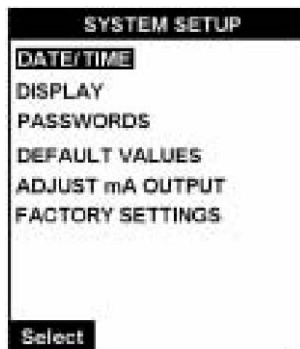 SYSTEM SETUP
DATE/TIME
DISPLAY
PASSWORDS
DEFAULT VALUES
ADJUST mA OUTPUT
FACTORY SETTINGS
Select